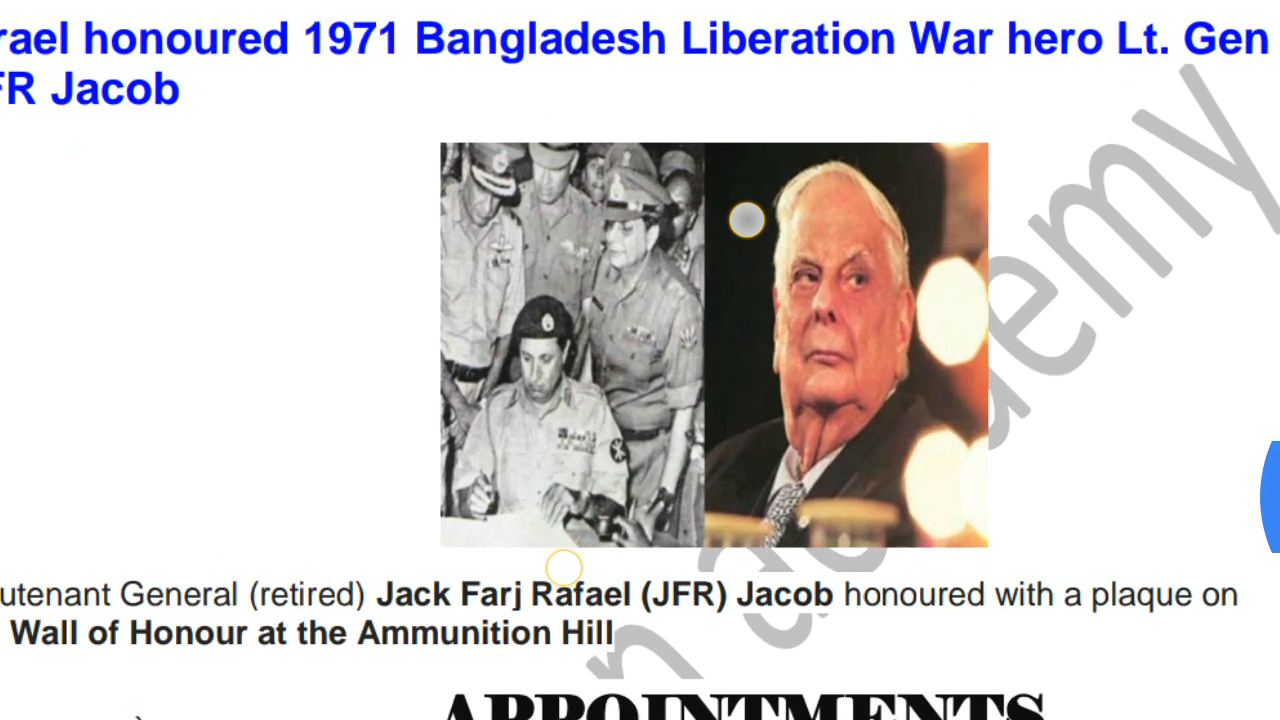 rael honoured 1971 Bangladesh Liberation War hero Lt. Gen
FR Jacob
utenant General (retired) Jack Farj Rafael (JFR) Jacob honoured with a plaque on
Wall of Honour at the Ammunition Hill
APPOINTMENTS